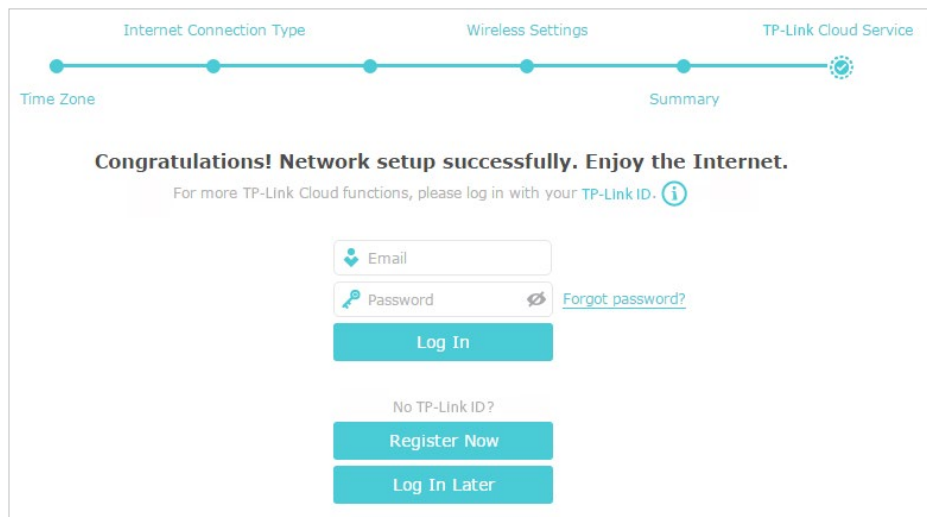 Internet Connection Type
Wireless Settings
TP-Link Cloud Service
Time Zone
Summary
Congratulations! Network setup successfully. Enjoy the Internet.
For more TP-Link Cloud functions, please log in with your TP-Link ID.
Email
Password
Forgot password?
Log In
No TP-Link ID?
Register Now
Log In Later